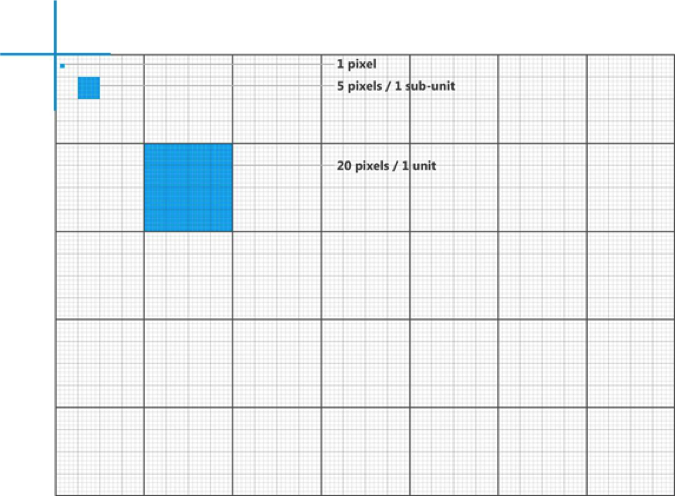 1 pixel
5 pixels / 1 sub-unit
20 pixels / 1 unit